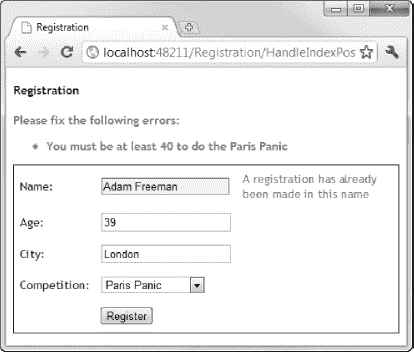 Registration
localhost:48211/Registration/HandleIndexPos
Registration
Please fix the following errors:
• You must be at least 40 to do the Paris Panic
Name: Adam Freeman
A registration has already
been made in this name
Age: 39
City: London
Competition: Paris Panic
Register